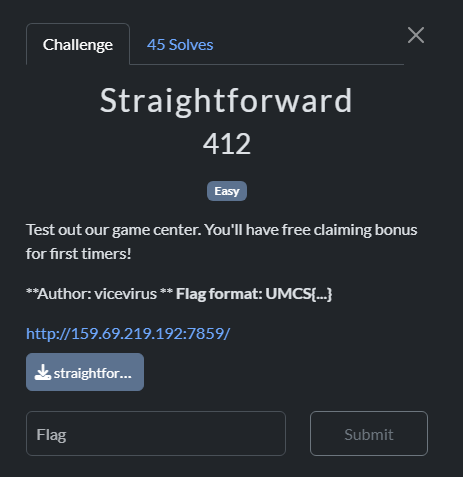 Challenge
45 Solves
Straightforward
412
Easy
Test out our game center. You'll have free claiming bonus
for first timers!
**Author: vicevirus ** Flag format: UMCS{...}
http://159.69.219.192:7859/
straightfor...
Flag
Submit